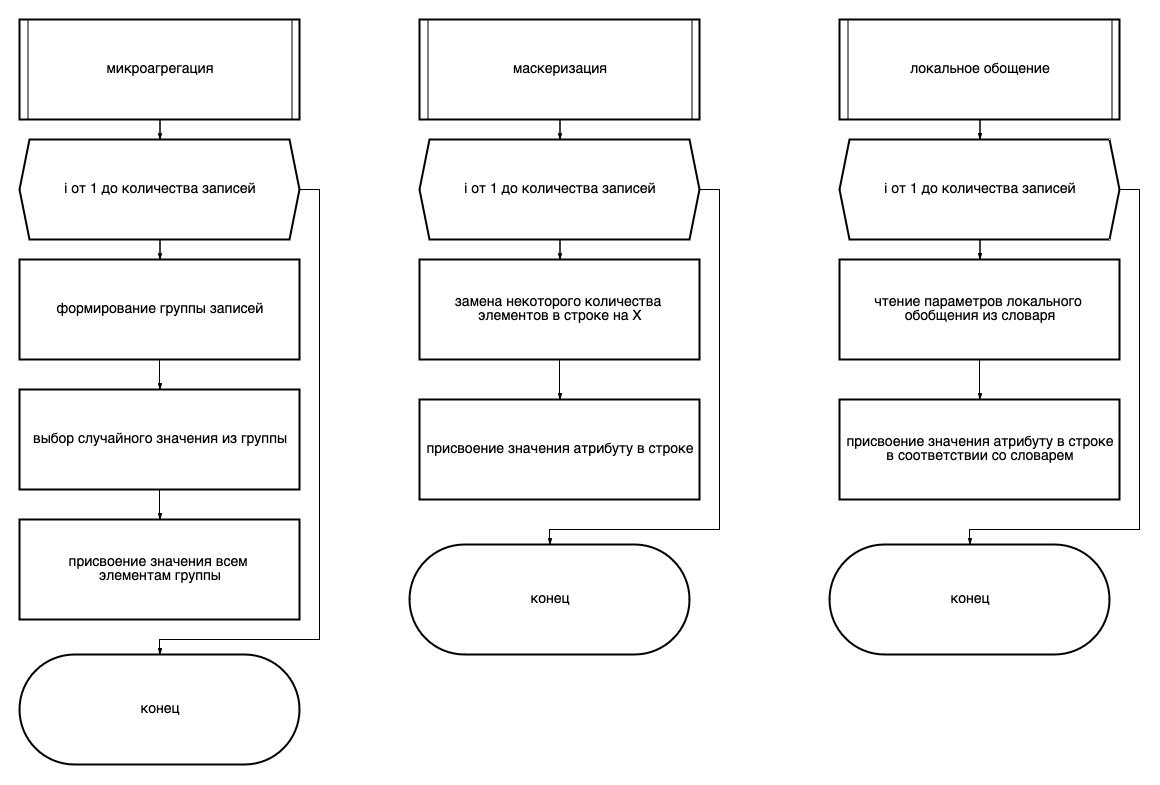 микроагрегация
i от 1 до количества записей
формирование группы записей
выбор случайного значения из группы
присвоение значения всем
элементам группы
конец
маскеризация
i от 1 до количества записей
замена некоторого количества
элементов в строке на X
присвоение значения атрибуту в строке
конец
локальное обощение
i от 1 до количества записей
чтение параметров локального
обобщения из словаря
присвоение значения атрибуту в строке
в соответствии со словарем
конец